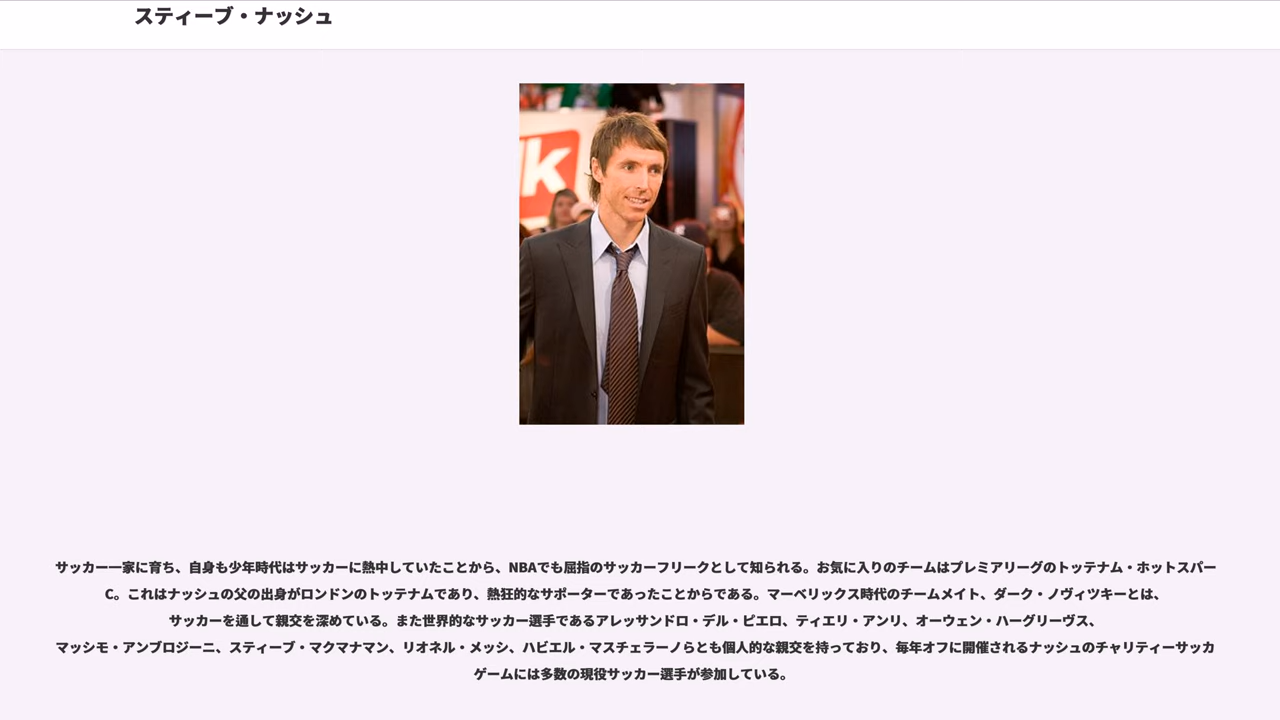 スティーブ・ナッシュ
k
サッカー一家に育ち、自身も少年時代はサッカーに熱中していたことから、NBAでも屈指のサッカーフリークとして知られる。お気に入りのチームはプレミアリーグのトッテナム・ホットスパー
C。これはナッシュの父の出身がロンドンのトッテナムであり、熱狂的なサポーターであったことからである。マーベリックス時代のチームメイト、ダーク・ノヴィツキーとは、
サッカーを通して親交を深めている。また世界的なサッカー選手であるアレッサンドロ・デル・ピエロ、ティエリ・アンリ、オーウェン・ハーグリーヴス、
マッシモ・アンブロジーニ、スティーブ・マクマナマン、リオネル・メッシ、ハビエル・マスチェラーノらとも個人的な親交を持っており、毎年オフに開催されるナッシュのチャリティーサッカ
ゲームには多数の現役サッカー選手が参加している。